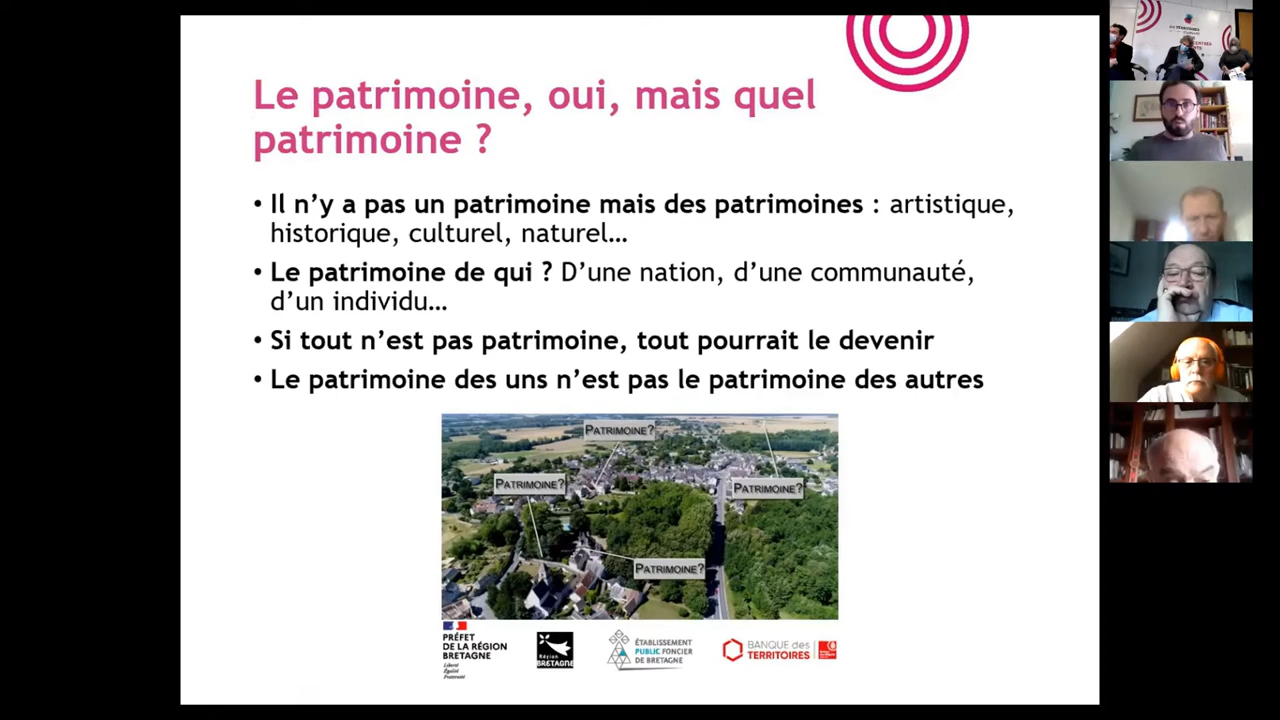 Le patrimoine, oui, mais quel
patrimoine ?
• Il n’y a pas un patrimoine mais des patrimoines : artistique,
historique, culturel, naturel…
• Le patrimoine de qui ? D’une nation, d’une communauté,
d’un individu…
• Si tout n’est pas patrimoine, tout pourrait le devenir
• Le patrimoine des uns n’est pas le patrimoine des autres
PATRIMOINE?
PATRIMOINE?
PATRIMOINE?
PATRIMOINE?
PRÉFET
DE LA RÉGION
BRETAGNE
Liberté
Égalité
Fraternité
Région
BRETAGNE
ÉTABLISSEMENT
PUBLIC FONCIER
DE BRETAGNE
BANQUE des
TERRITOIRES